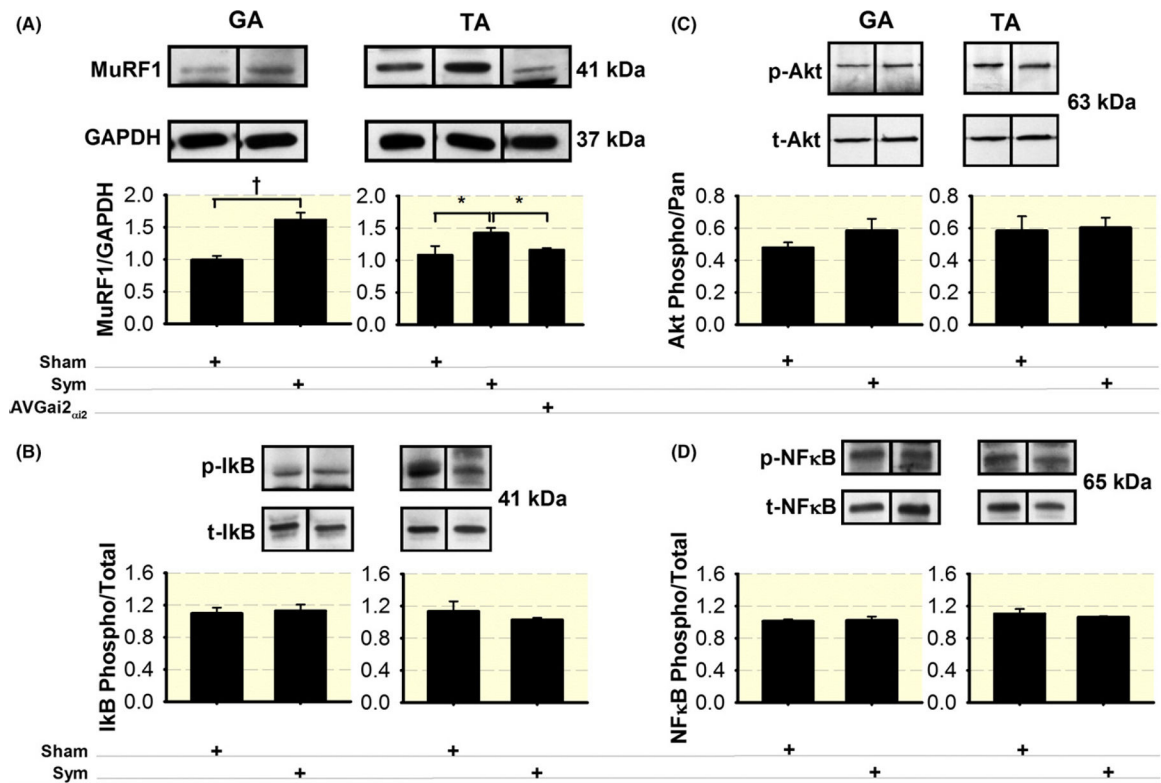 (A)
GA TA
MuRF1 41 kDa
GAPDH 37 kDa
MuRF1/GAPDH
2.0 2.0
1.5 1.5
1.0 1.0
0.5 0.5
0.0 0.0
† * *
Sham + +
Sym + +
AVGai2αi2 +
(C)
GA TA
p-Akt
63 kDa
t-Akt
Akt Phospho/Pan
0.8 0.8
0.6 0.6
0.4 0.4
0.2 0.2
0.0 0.0
+ +
+ +
(B)
p-IkB
41 kDa
t-IkB
IkB Phospho/Total
1.6 1.6
1.2 1.2
0.8 0.8
0.4 0.4
0.0 0.0
Sham + +
Sym + +
(D)
p-NFκB
65 kDa
t-NFκB
NFκB Phospho/Total
1.6 1.6
1.2 1.2
0.8 0.8
0.4 0.4
0.0 0.0
+ +
+ +